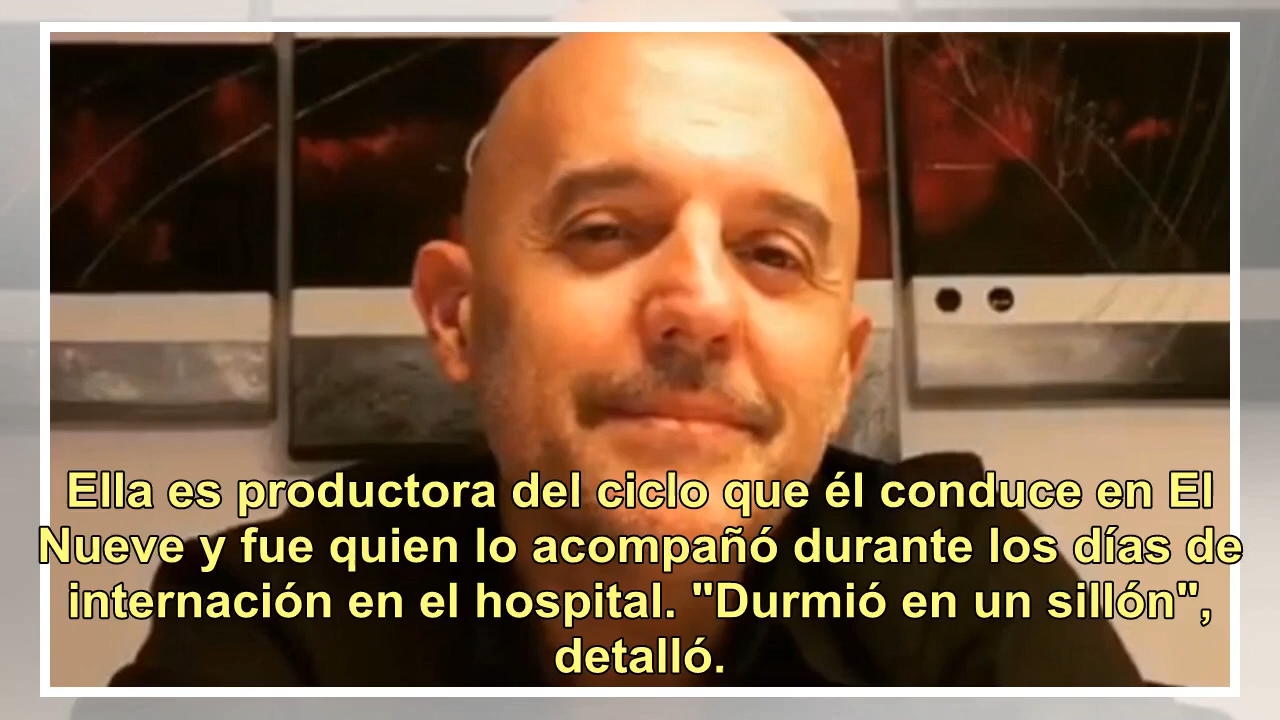 Ella es productora del ciclo que él conduce en El
Nueve y fue quien lo acompañó durante los días de
internación en el hospital. "Durmió en un sillón",
detalló.